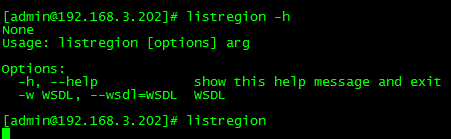 [admin@192.168.3.202]# listregion -h
None
Usage: listregion [options] arg
Options:
-h, --help show this help message and exit
-w WSDL, --wsdl=WSDL WSDL
[admin@192.168.3.202]# listregion